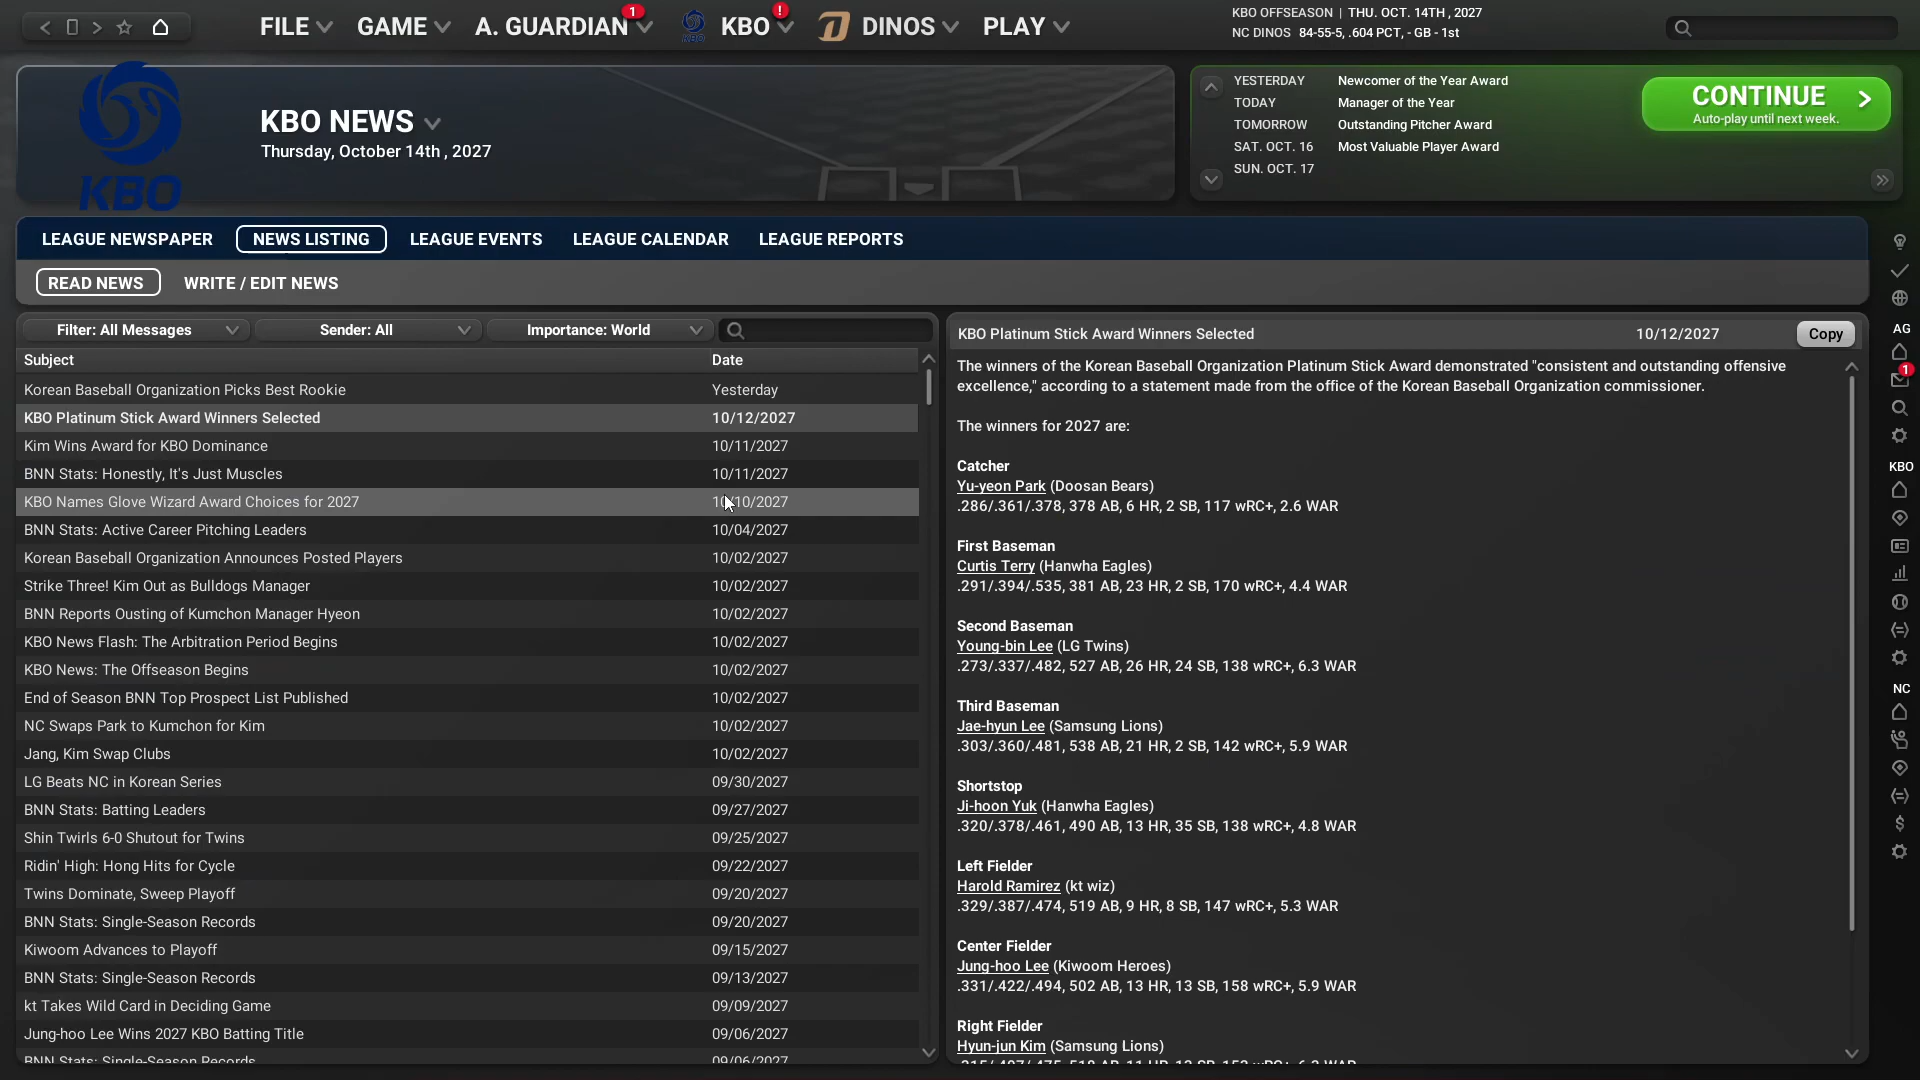 FILE
GAME
A. GUARDIAN
1
KBO
!
DINOS
PLAY
KBO OFFSEASON | THU. OCT. 14TH , 2027
NC DINOS 84-55-5, .604 PCT, - GB - 1st
KBO
KBO NEWS
Thursday, October 14th , 2027
YESTERDAY Newcomer of the Year Award
TODAY Manager of the Year
TOMORROW Outstanding Pitcher Award
SAT. OCT. 16 Most Valuable Player Award
SUN. OCT. 17
CONTINUE
Auto-play until next week.
LEAGUE NEWSPAPER
NEWS LISTING
LEAGUE EVENTS
LEAGUE CALENDAR
LEAGUE REPORTS
READ NEWS
WRITE / EDIT NEWS
Filter: All Messages
Sender: All
Importance: World
Subject Date
Korean Baseball Organization Picks Best Rookie Yesterday
KBO Platinum Stick Award Winners Selected 10/12/2027
Kim Wins Award for KBO Dominance 10/11/2027
BNN Stats: Honestly, It's Just Muscles 10/11/2027
KBO Names Glove Wizard Award Choices for 2027 10/10/2027
BNN Stats: Active Career Pitching Leaders 10/04/2027
Korean Baseball Organization Announces Posted Players 10/02/2027
Strike Three! Kim Out as Bulldogs Manager 10/02/2027
BNN Reports Ousting of Kumchon Manager Hyeon 10/02/2027
KBO News Flash: The Arbitration Period Begins 10/02/2027
KBO News: The Offseason Begins 10/02/2027
End of Season BNN Top Prospect List Published 10/02/2027
NC Swaps Park to Kumchon for Kim 10/02/2027
Jang, Kim Swap Clubs 10/02/2027
LG Beats NC in Korean Series 09/30/2027
BNN Stats: Batting Leaders 09/27/2027
Shin Twirls 6-0 Shutout for Twins 09/25/2027
Ridin' High: Hong Hits for Cycle 09/22/2027
Twins Dominate, Sweep Playoff 09/20/2027
BNN Stats: Single-Season Records 09/20/2027
Kiwoom Advances to Playoff 09/15/2027
BNN Stats: Single-Season Records 09/13/2027
kt Takes Wild Card in Deciding Game 09/09/2027
Jung-hoo Lee Wins 2027 KBO Batting Title 09/06/2027
BNN Stats: Single-Season Records 09/06/2027
KBO Platinum Stick Award Winners Selected 10/12/2027 Copy
The winners of the Korean Baseball Organization Platinum Stick Award demonstrated "consistent and outstanding offensive
excellence," according to a statement made from the office of the Korean Baseball Organization commissioner.
The winners for 2027 are:
Catcher
Yu-yeon Park (Doosan Bears)
.286/.361/.378, 378 AB, 6 HR, 2 SB, 117 wRC+, 2.6 WAR
First Baseman
Curtis Terry (Hanwha Eagles)
.291/.394/.535, 381 AB, 23 HR, 2 SB, 170 wRC+, 4.4 WAR
Second Baseman
Young-bin Lee (LG Twins)
.273/.337/.482, 527 AB, 26 HR, 24 SB, 138 wRC+, 6.3 WAR
Third Baseman
Jae-hyun Lee (Samsung Lions)
.303/.360/.481, 538 AB, 21 HR, 2 SB, 142 wRC+, 5.9 WAR
Shortstop
Ji-hoon Yuk (Hanwha Eagles)
.320/.378/.461, 490 AB, 13 HR, 35 SB, 138 wRC+, 4.8 WAR
Left Fielder
Harold Ramirez (kt wiz)
.329/.387/.474, 519 AB, 9 HR, 8 SB, 147 wRC+, 5.3 WAR
Center Fielder
Jung-hoo Lee (Kiwoom Heroes)
.331/.422/.494, 502 AB, 13 HR, 13 SB, 158 wRC+, 5.9 WAR
Right Fielder
Hyun-jun Kim (Samsung Lions)
AG
1
KBO
NC